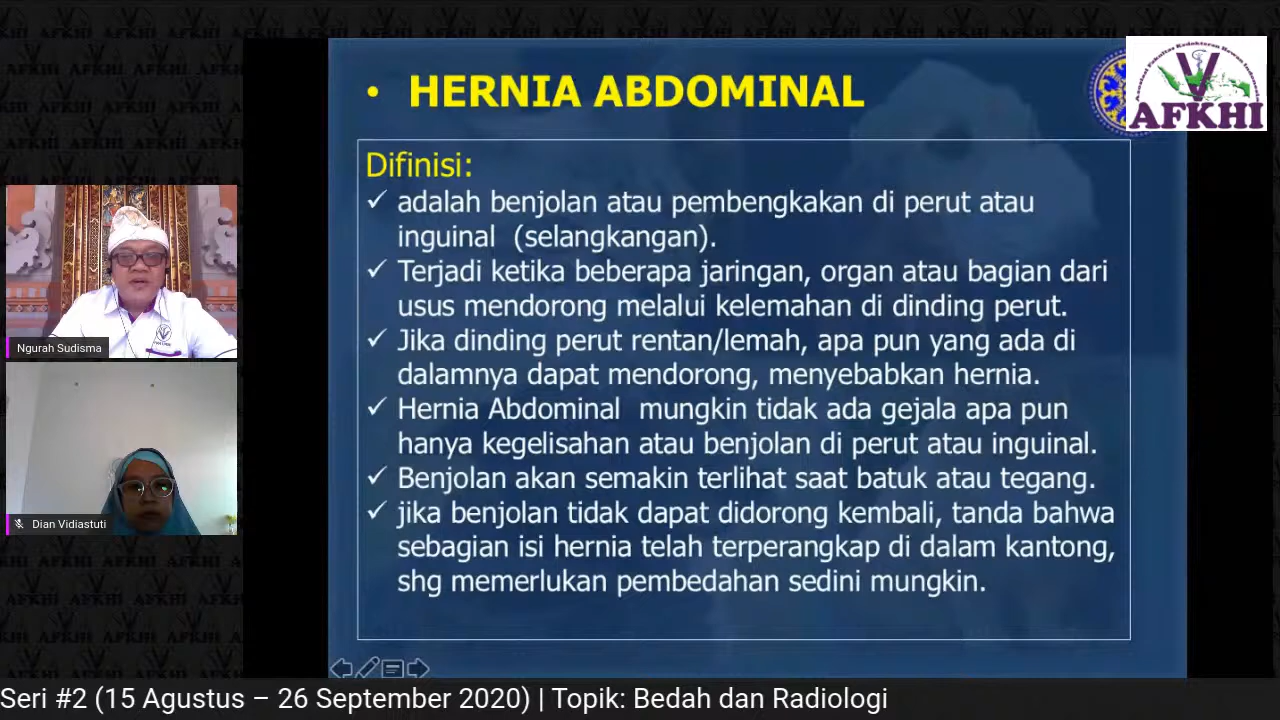 • HERNIA ABDOMINAL
AFKHI
Difinisi:
✓ adalah benjolan atau pembengkakan di perut atau
inguinal (selangkangan).
✓ Terjadi ketika beberapa jaringan, organ atau bagian dari
usus mendorong melalui kelemahan di dinding perut.
✓ Jika dinding perut rentan/lemah, apa pun yang ada di
dalamnya dapat mendorong, menyebabkan hernia.
✓ Hernia Abdominal mungkin tidak ada gejala apa pun
hanya kegelisahan atau benjolan di perut atau inguinal.
✓ Benjolan akan semakin terlihat saat batuk atau tegang.
✓ jika benjolan tidak dapat didorong kembali, tanda bahwa
sebagian isi hernia telah terperangkap di dalam kantong,
shg memerlukan pembedahan sedini mungkin.
Ngurah Sudisma
Dian Vidiastuti
Seri #2 (15 Agustus – 26 September 2020) | Topik: Bedah dan Radiologi